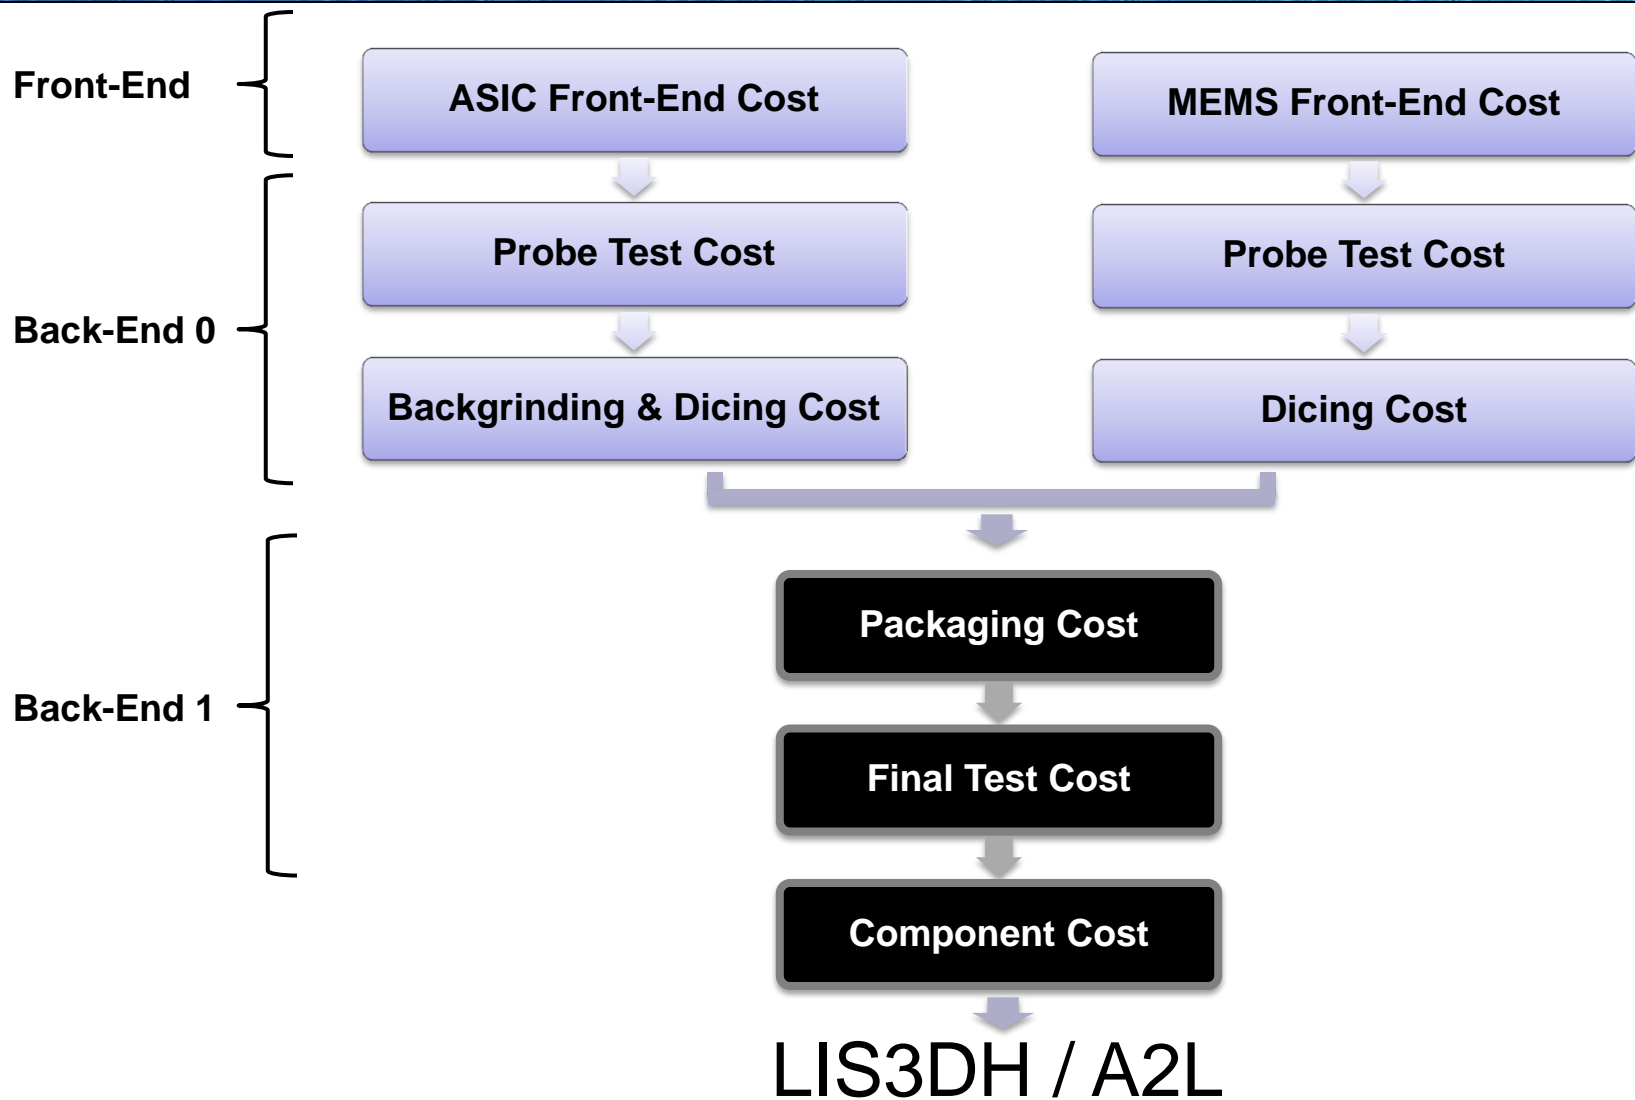 Front-End
ASIC Front-End Cost
MEMS Front-End Cost
Probe Test Cost
Probe Test Cost
Back-End 0
Backgrinding & Dicing Cost
Dicing Cost
Packaging Cost
Back-End 1
Final Test Cost
Component Cost
LIS3DH / A2L